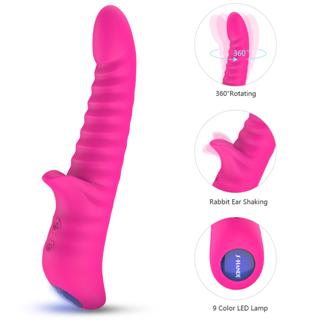 360°
360°Rotating
Rabbit Ear Shaking
9 Color LED Lamp